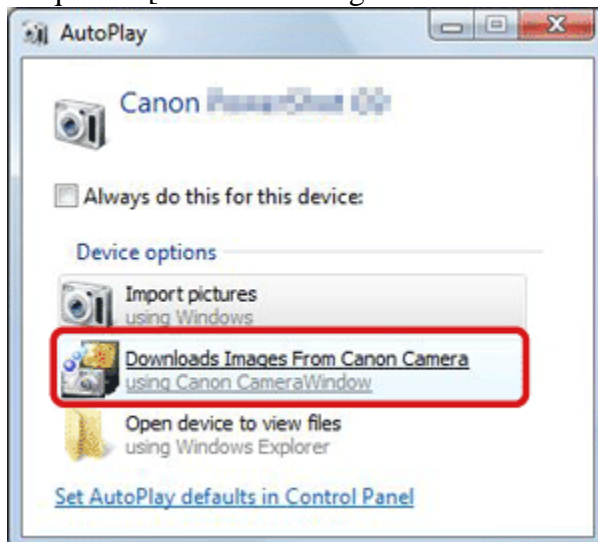 AutoPlay
Canon
Always do this for this device:
Device options
Import pictures
using Windows
Downloads Images From Canon Camera
using Canon CameraWindow
Open device to view files
using Windows Explorer
Set AutoPlay defaults in Control Panel